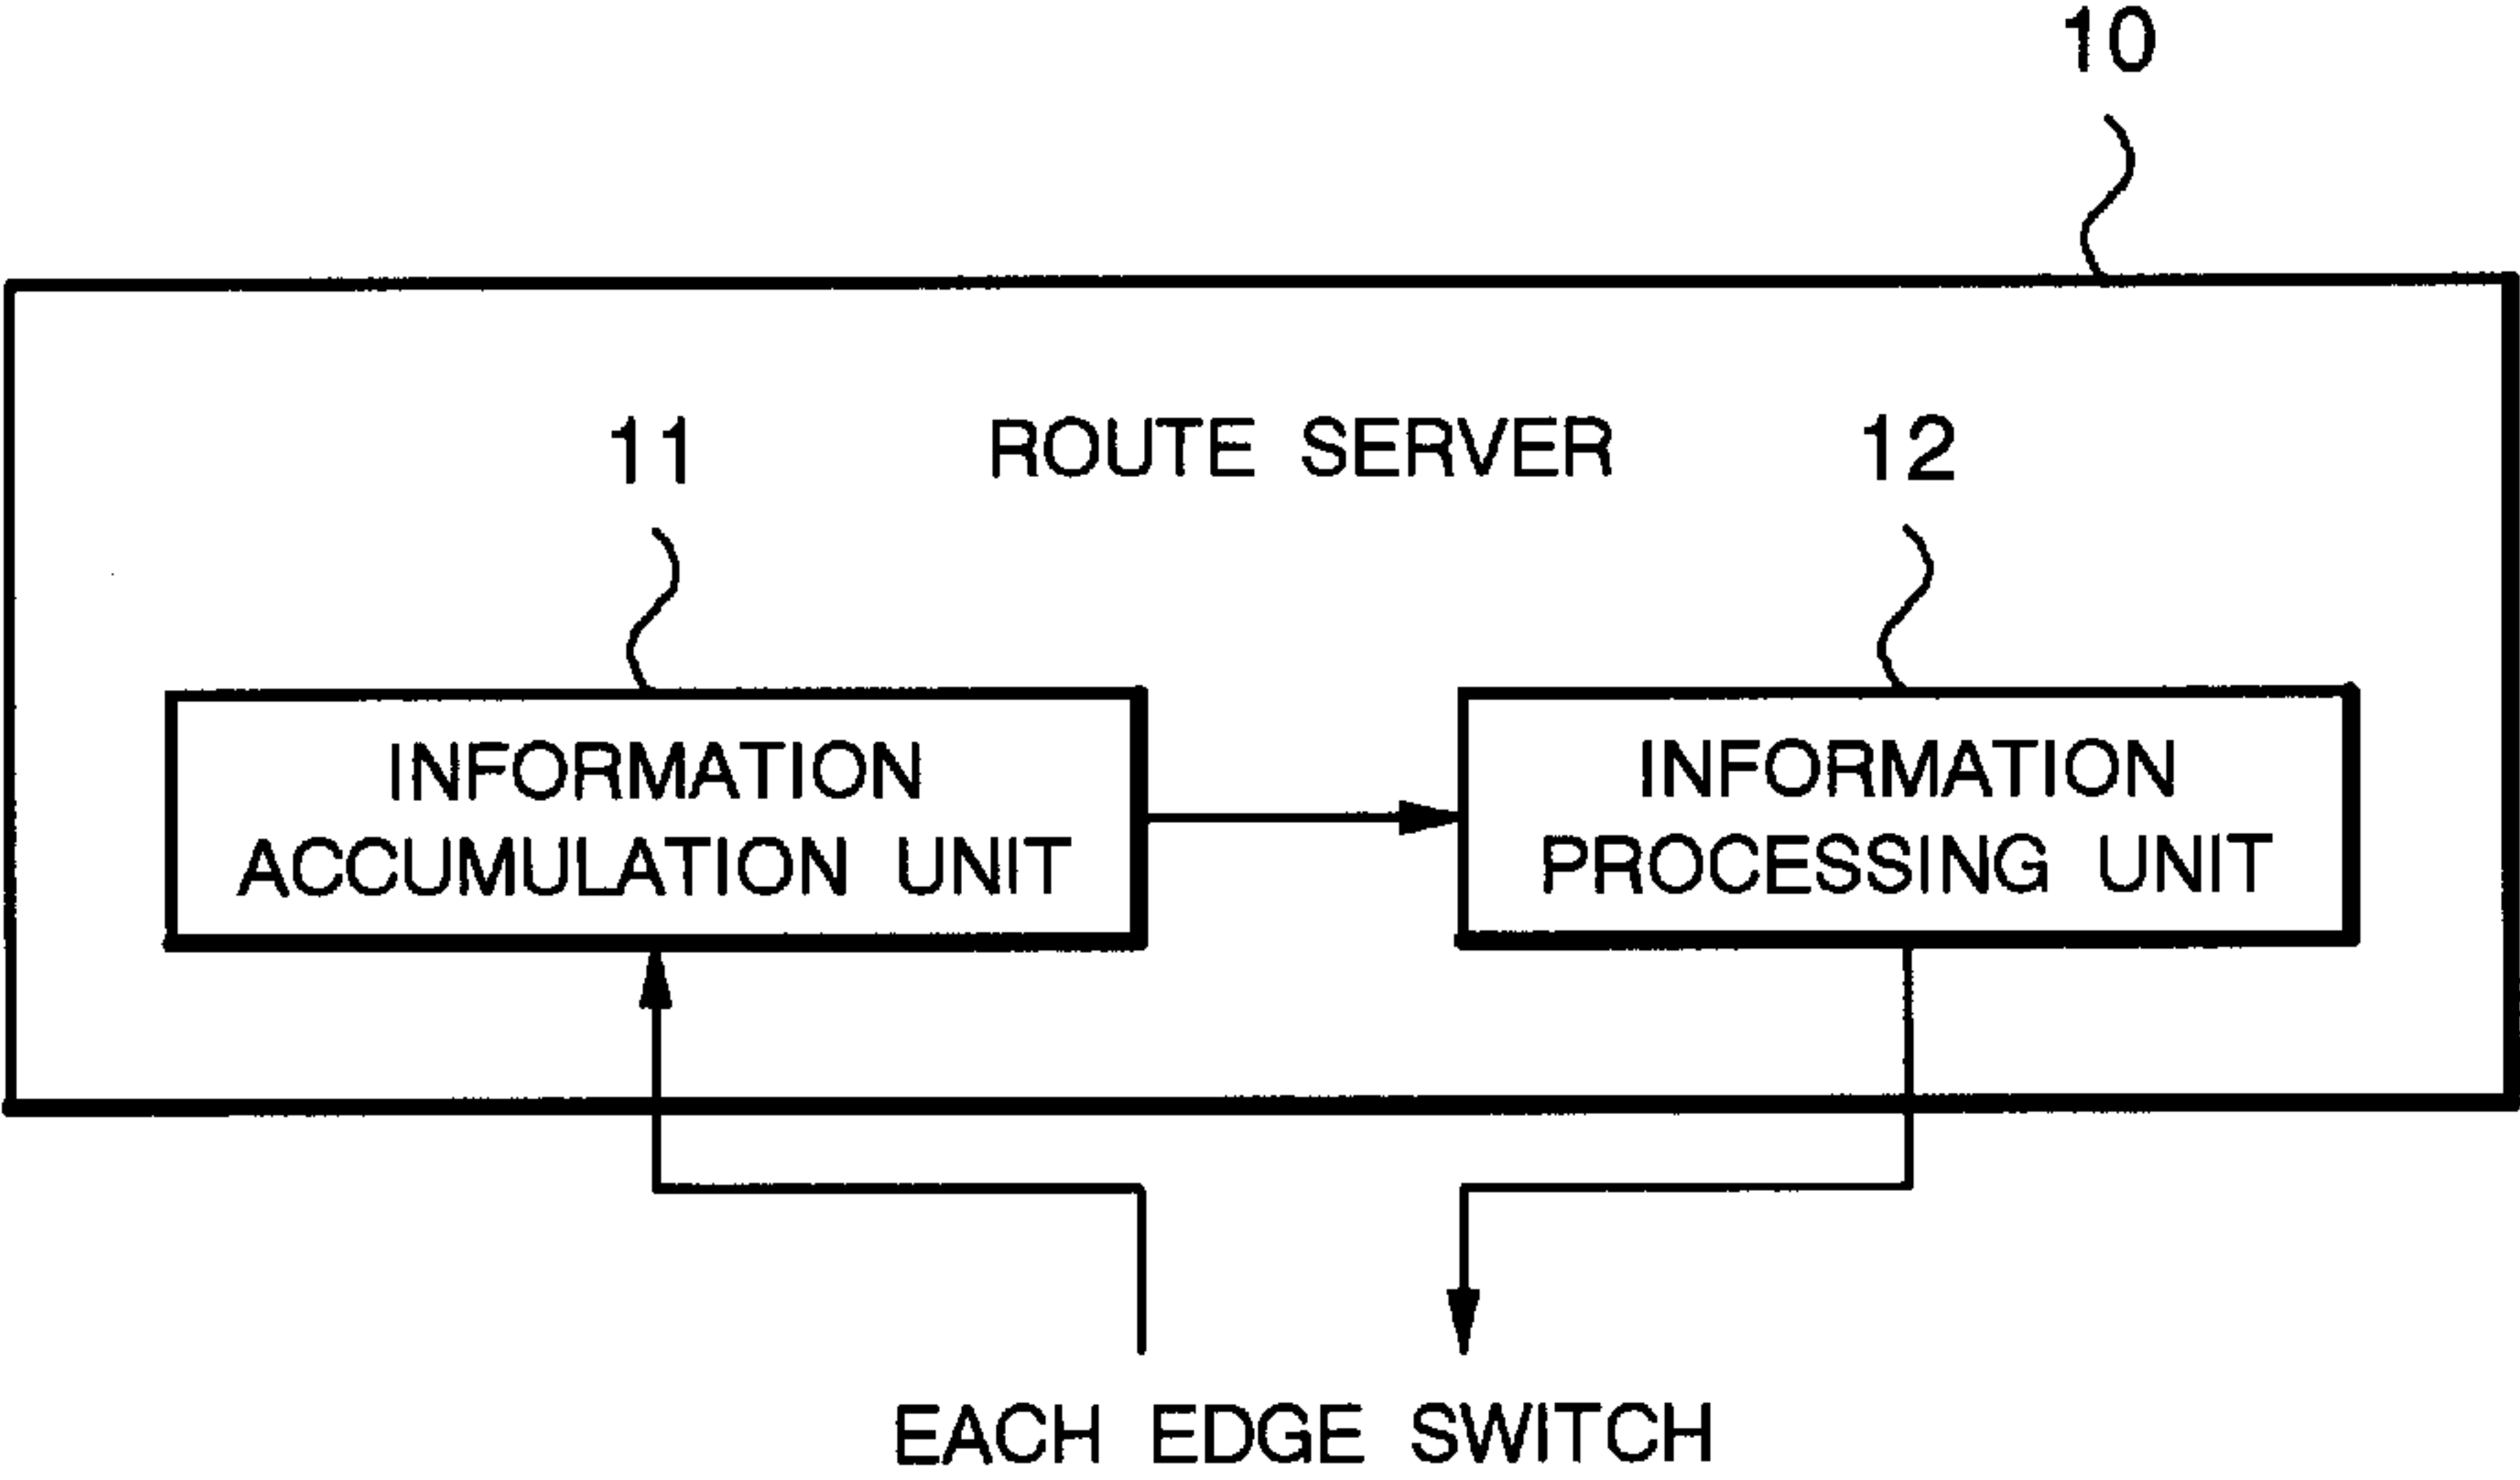 10
11
ROUTE SERVER
12
INFORMATION
ACCUMULATION UNIT
INFORMATION
PROCESSING UNIT
EACH EDGE SWITCH